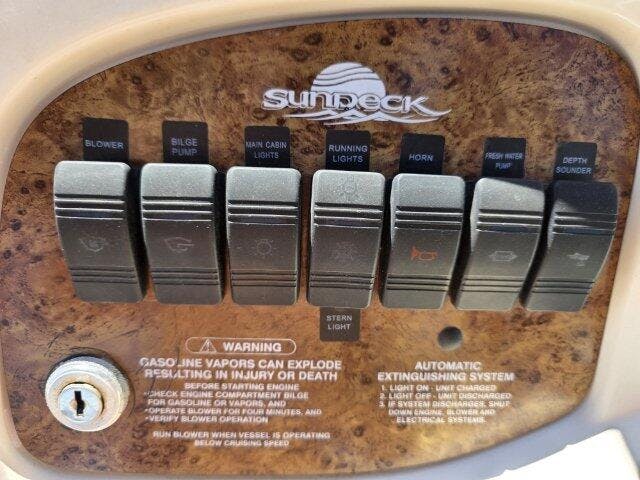 SUNDECK
BLOWER
BILGE
PUMP
MAIN CABIN
LIGHTS
RUNNING
LIGHTS
HORN
FRESH WATER
PUMP
DEPTH
SOUNDER
STERN
LIGHT
WARNING
GASOLINE VAPORS CAN EXPLODE
RESULTING IN INJURY OR DEATH
BEFORE STARTING ENGINE
•CHECK ENGINE COMPARTMENT BILGE
FOR GASOLINE OR VAPORS, AND
•OPERATE BLOWER FOR FOUR MINUTES, AND
•VERIFY BLOWER OPERATION
RUN BLOWER WHEN VESSEL IS OPERATING
BELOW CRUISING SPEED
AUTOMATIC
EXTINGUISHING SYSTEM
1. LIGHT ON - UNIT CHARGED
2. LIGHT OFF - UNIT DISCHARGED
3. IF SYSTEM DISCHARGES, SHUT
DOWN ENGINE, BLOWER AND
ELECTRICAL SYSTEMS.